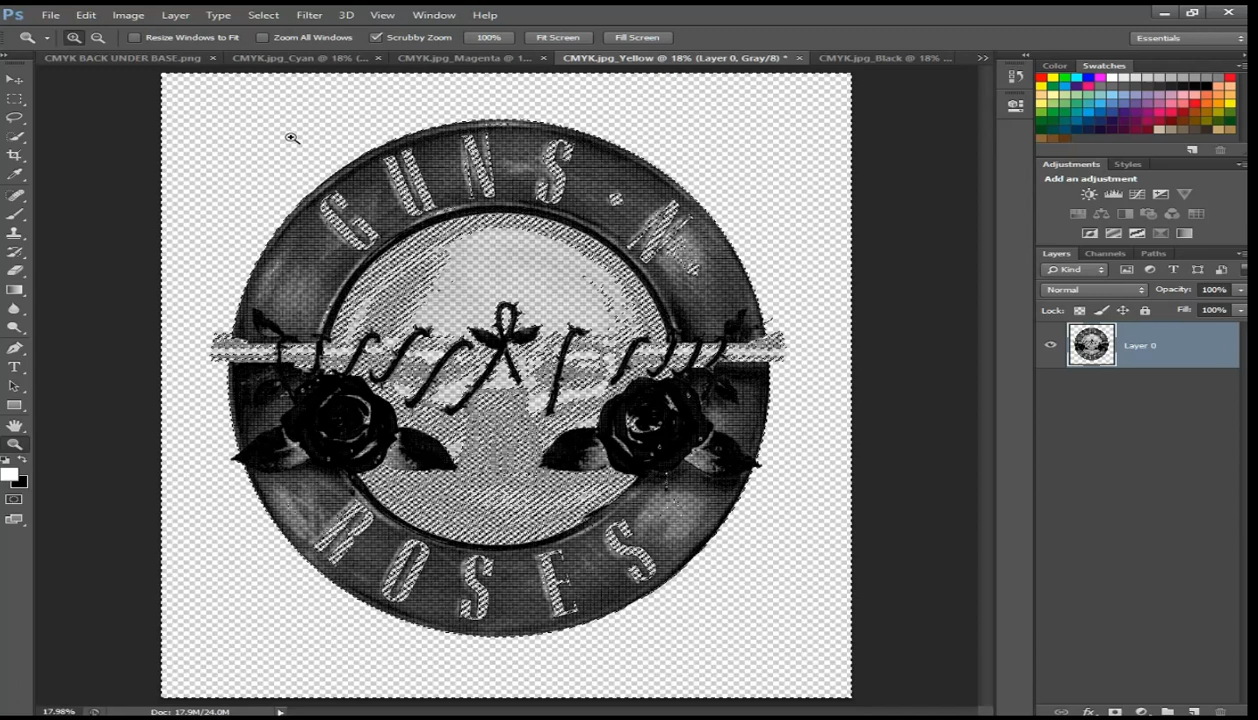 Ps File Edit Image Layer Type Select Filter 3D View Window Help
Resize Windows to Fit Zoom All Windows Scrubby Zoom 100% Fit Screen Fill Screen Essentials
CMYK BACK UNDER BASE.png × CMYK.jpg_Cyan @ 18% (... × CMYK.jpg_Magenta @ 1... × CMYK.jpg_Yellow @ 18% (Layer 0, Gray/8) * × CMYK.jpg_Black @ 18% ...
Color Swatches
Adjustments Styles
Add an adjustment
Layers Channels Paths
Kind
Normal Opacity: 100%
Lock: Fill: 100%
Layer 0
GUNS. N
ROSES
17.98% Doc: 17.9M/24.0M